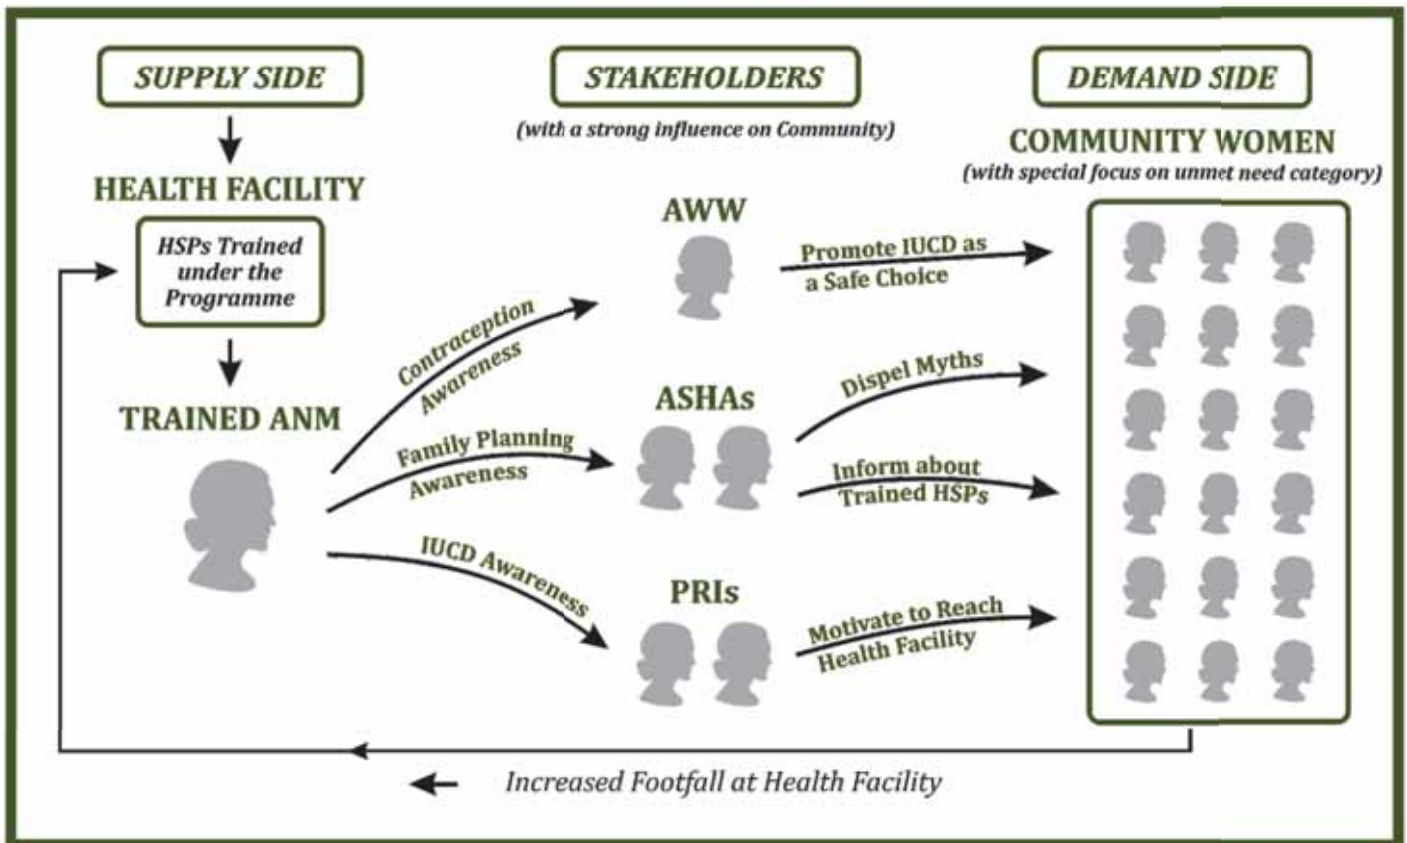 SUPPLY SIDE
HEALTH FACILITY
HSPs Trained
under the
Programme
TRAINED ANM
Contraception
Awareness
Family Planning
Awareness
IUCD Awareness
STAKEHOLDERS
(with a strong influence on Community)
AWW
ASHAs
PRIs
Promote IUCD as
a Safe Choice
Dispel Myths
Inform about
Trained HSPs
Motivate to Reach
Health Facility
DEMAND SIDE
COMMUNITY WOMEN
(with special focus on unmet need category)
Increased Footfall at Health Facility